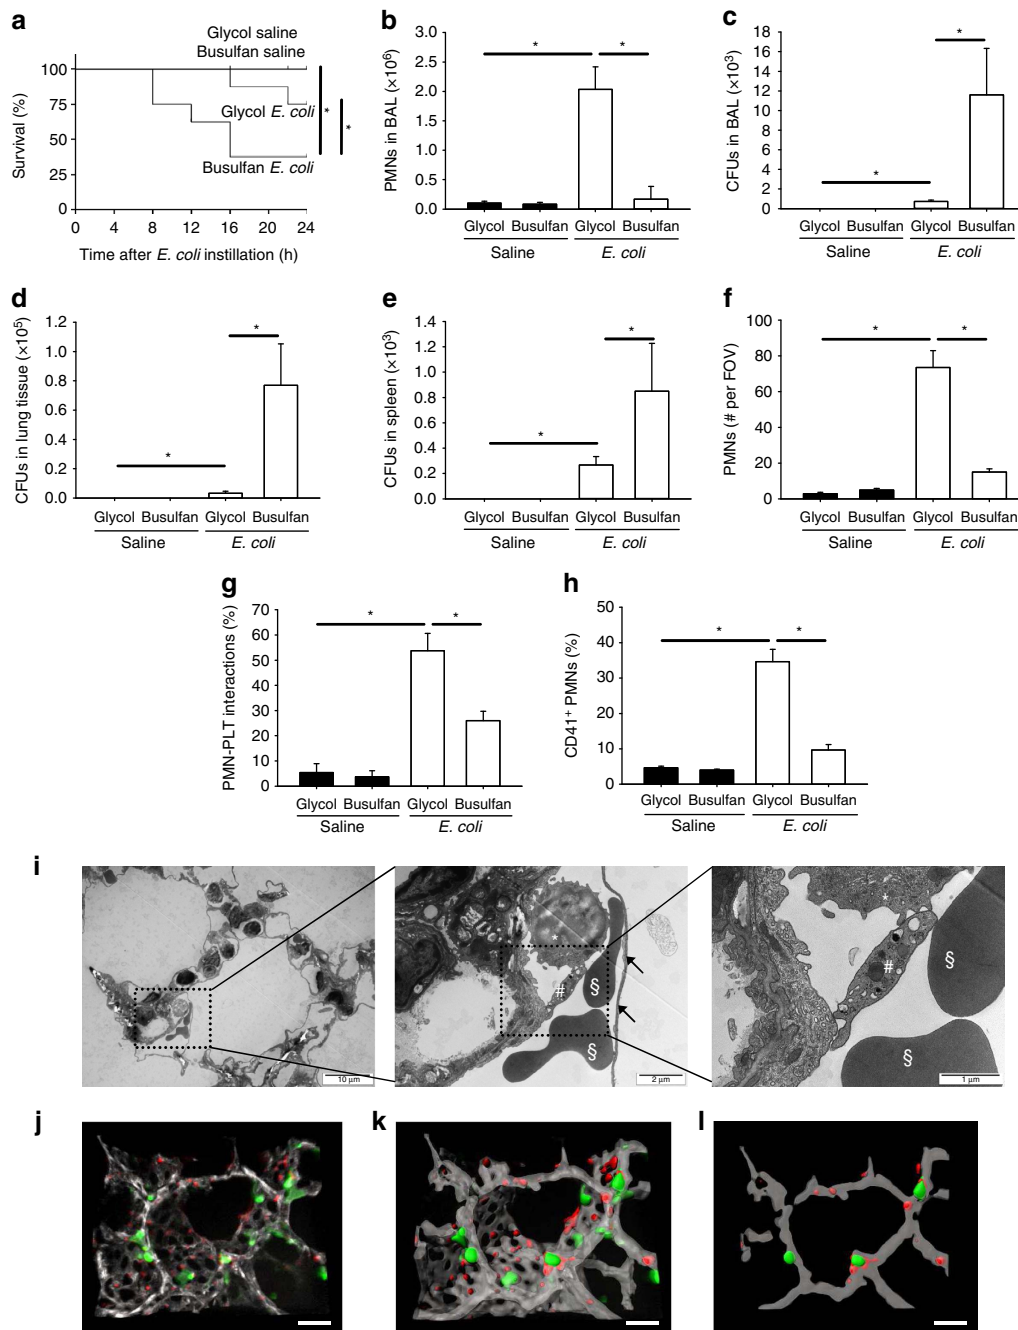 a
Glycol saline
Busulfan saline
Survival (%)
100
75
50
25
0
Glycol E. coli
Busulfan E. coli
*
*
0 4 8 12 16 20 24
Time after E. coli instillation (h)
b
PMNs in BAL (×10⁶)
3.0
2.5
2.0
1.5
1.0
0.5
0.0
* *
Glycol Busulfan Glycol Busulfan
Saline E. coli
c
CFUs in BAL (×10³)
18
16
14
12
10
8
6
4
2
0
*
*
Glycol Busulfan Glycol Busulfan
Saline E. coli
d
CFUs in lung tissue (×10⁵)
1.2
1.0
0.8
0.6
0.4
0.2
0.0
*
*
Glycol Busulfan Glycol Busulfan
Saline E. coli
e
CFUs in spleen (×10³)
1.4
1.2
1.0
0.8
0.6
0.4
0.2
0.0
*
*
Glycol Busulfan Glycol Busulfan
Saline E. coli
f
PMNs (# per FOV)
100
80
60
40
20
0
* *
Glycol Busulfan Glycol Busulfan
Saline E. coli
g
PMN-PLT interactions (%)
70
60
50
40
30
20
10
0
* *
Glycol Busulfan Glycol Busulfan
Saline E. coli
h
CD41⁺ PMNs (%)
50
40
30
20
10
0
* *
Glycol Busulfan Glycol Busulfan
Saline E. coli
i
10 µm
*
#
§
§
2 µm
*
#
§
§
1 µm
j
k
l